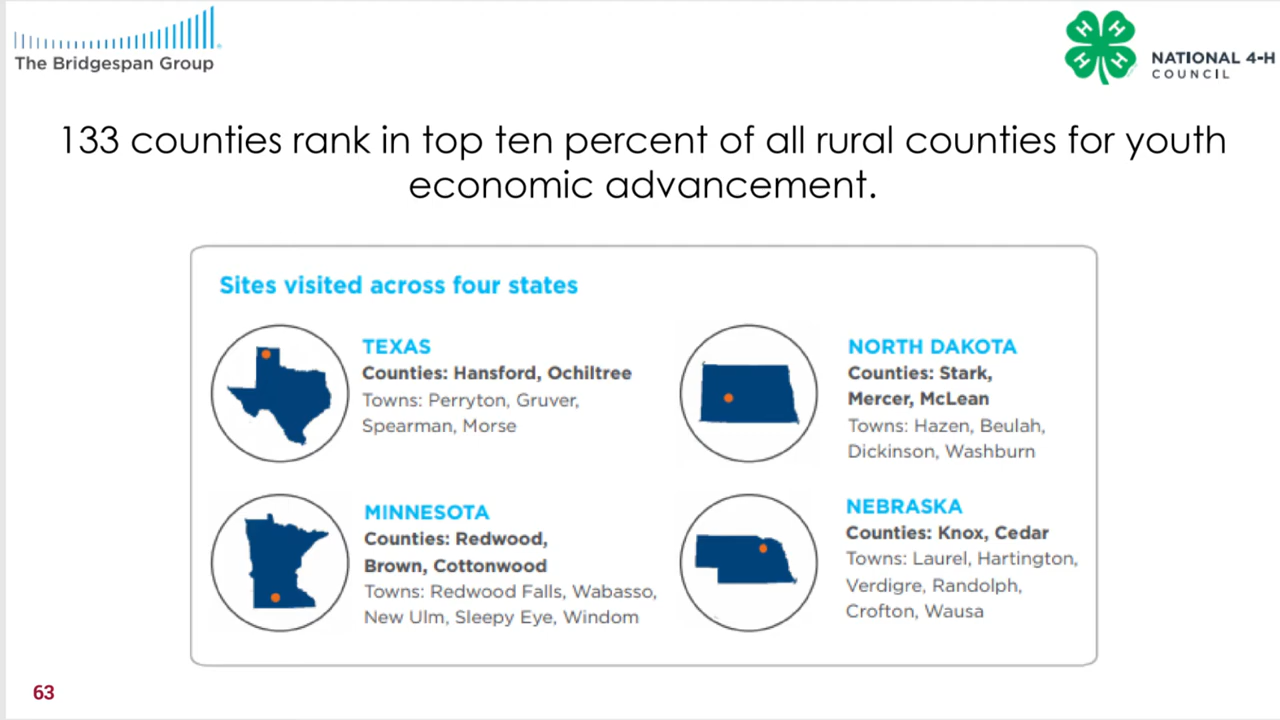 The Bridgespan Group
H H H H
NATIONAL 4-H
COUNCIL
133 counties rank in top ten percent of all rural counties for youth
economic advancement.
Sites visited across four states
TEXAS
Counties: Hansford, Ochiltree
Towns: Perryton, Gruver,
Spearman, Morse
NORTH DAKOTA
Counties: Stark,
Mercer, McLean
Towns: Hazen, Beulah,
Dickinson, Washburn
MINNESOTA
Counties: Redwood,
Brown, Cottonwood
Towns: Redwood Falls, Wabasso,
New Ulm, Sleepy Eye, Windom
NEBRASKA
Counties: Knox, Cedar
Towns: Laurel, Hartington,
Verdigre, Randolph,
Crofton, Wausa
63